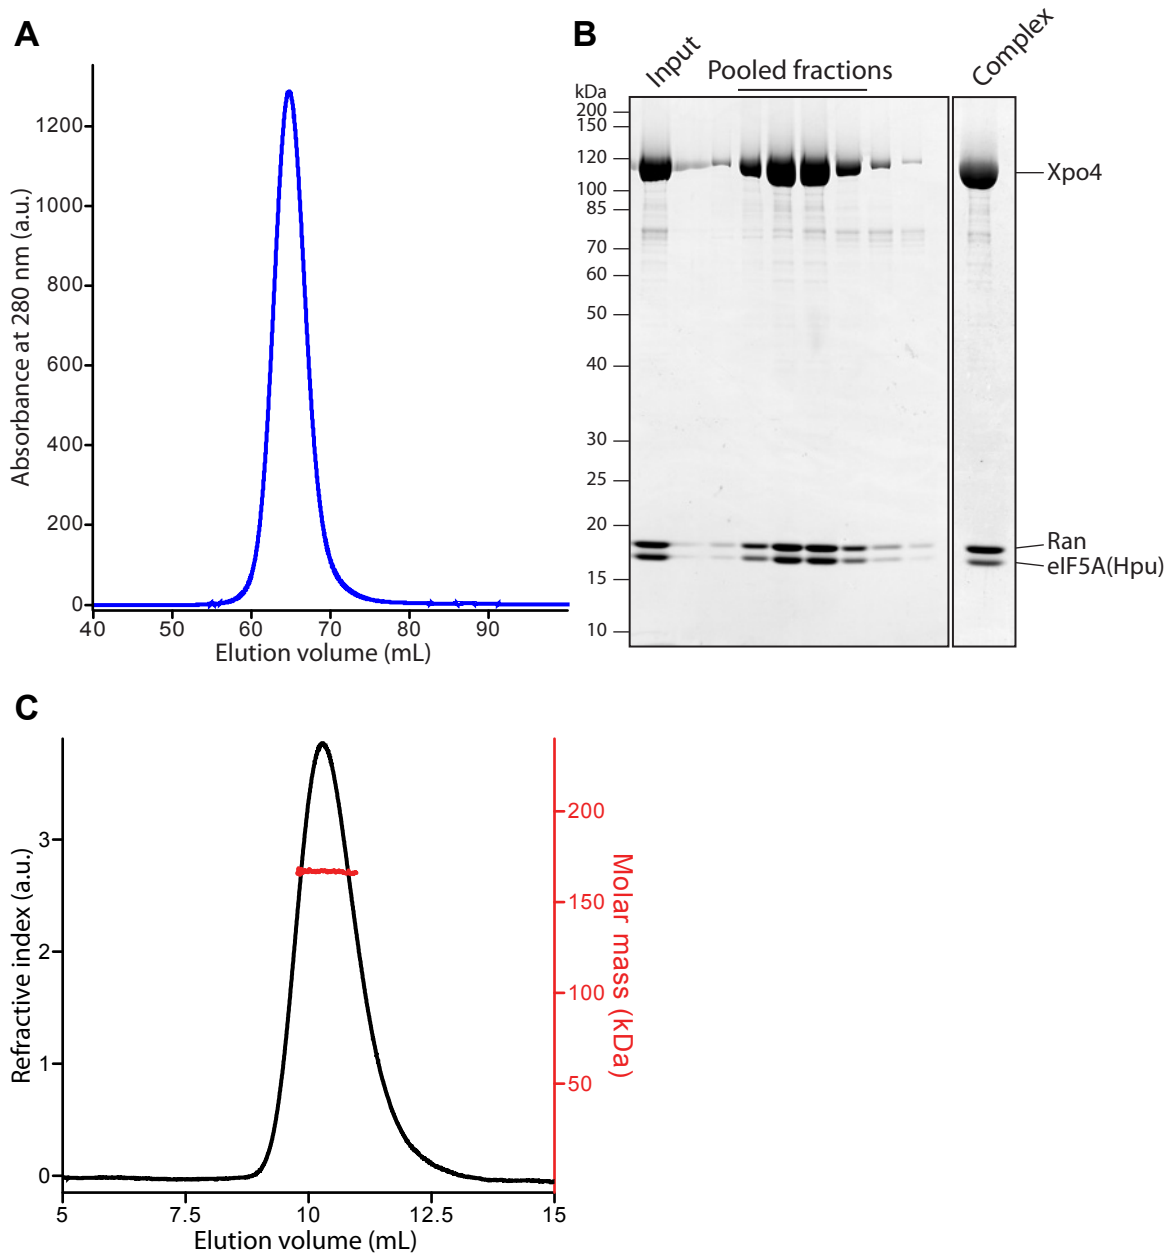 A
Absorbance at 280 nm (a.u.)
1200
1000
800
600
400
200
0
40 50 60 70 80 90
Elution volume (mL)
B
Input
Pooled fractions
Complex
kDa
200
150
120
100
85
70
60
50
40
30
25
20
15
10
Xpo4
Ran
eIF5A(Hpu)
C
Refractive index (a.u.)
3
2
1
0
5 7.5 10 12.5 15
Elution volume (mL)
200
150
100
50
Molar mass (kDa)